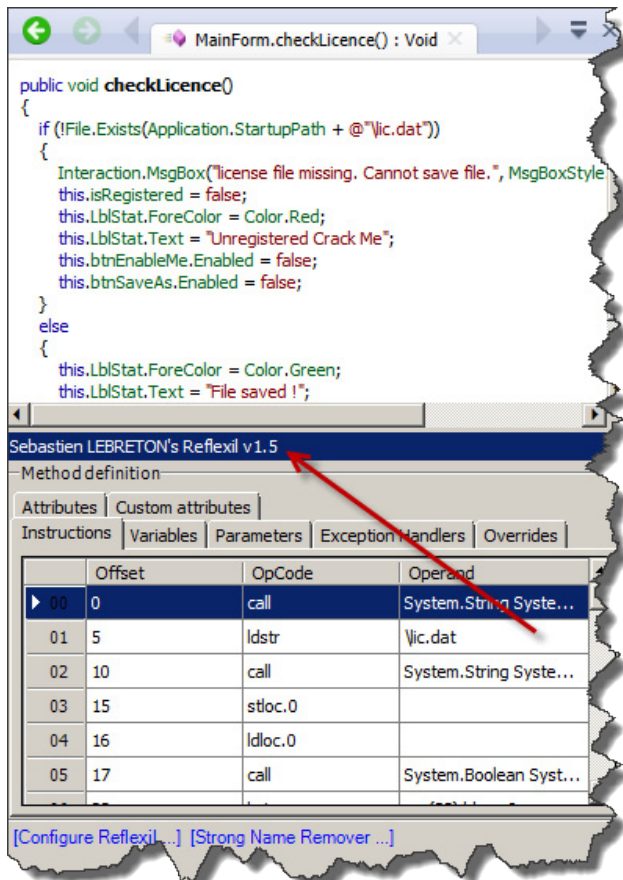 MainForm.checkLicence() : Void
public void checkLicence()
{
if (!File.Exists(Application.StartupPath + @"\lic.dat"))
{
Interaction.MsgBox("license file missing. Cannot save file.", MsgBoxStyle
this.isRegistered = false;
this.LblStat.ForeColor = Color.Red;
this.LblStat.Text = "Unregistered Crack Me";
this.btnEnableMe.Enabled = false;
this.btnSaveAs.Enabled = false;
}
else
{
this.LblStat.ForeColor = Color.Green;
this.LblStat.Text = "File saved !";
Sebastien LEBRETON's Reflexil v1.5
Method definition
Attributes Custom attributes
Instructions Variables Parameters Exception Handlers Overrides
Offset OpCode Operand
00 0 call System.String Syste...
01 5 ldstr \lic.dat
02 10 call System.String Syste...
03 15 stloc.0
04 16 ldloc.0
05 17 call System.Boolean Syst...
[Configure Reflexil ...] [Strong Name Remover ...]